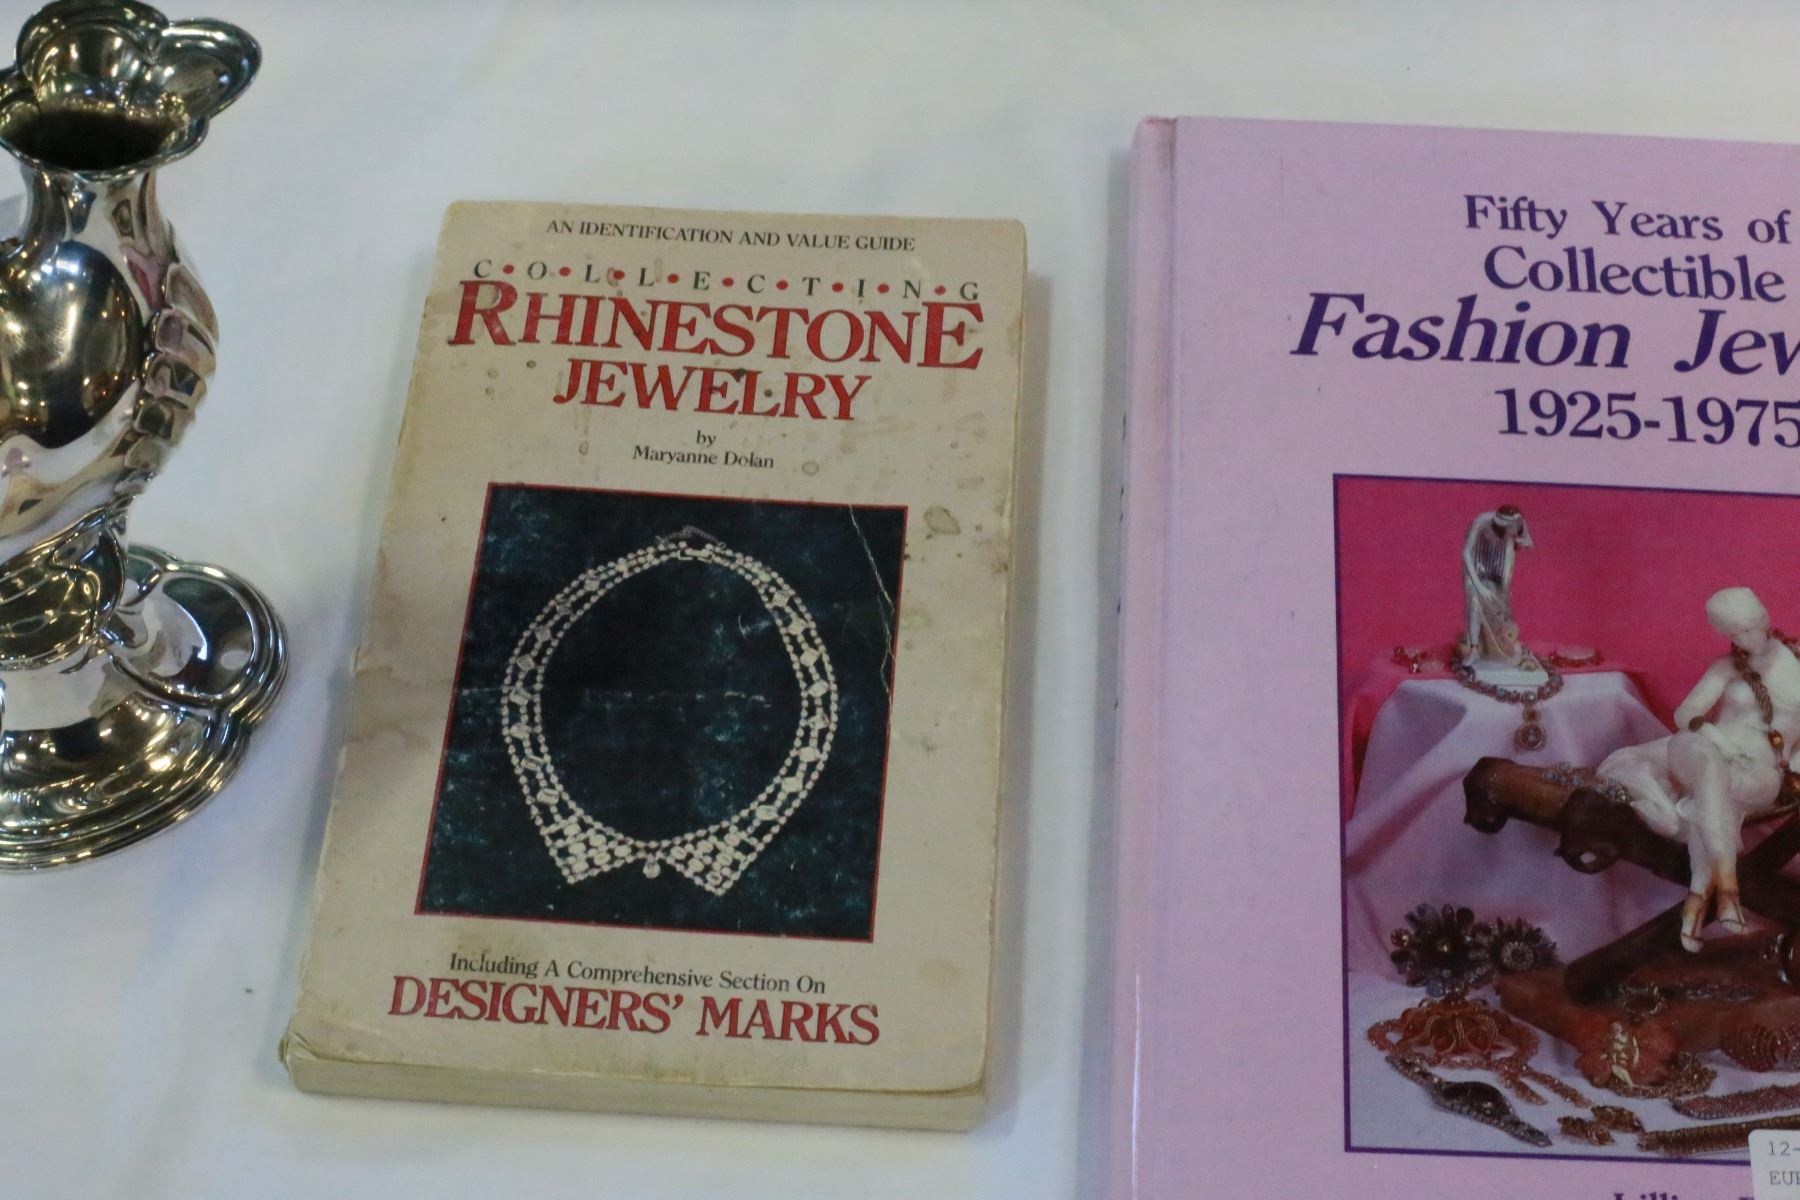 AN IDENTIFICATION AND VALUE GUIDE
C•O•L•L•E•C•T•I•N•G
RHINESTONE
JEWELRY
by
Maryanne Dolan
Including A Comprehensive Section On
DESIGNERS' MARKS
Fifty Years of
Collectible
Fashion Jew
1925-1975
12-